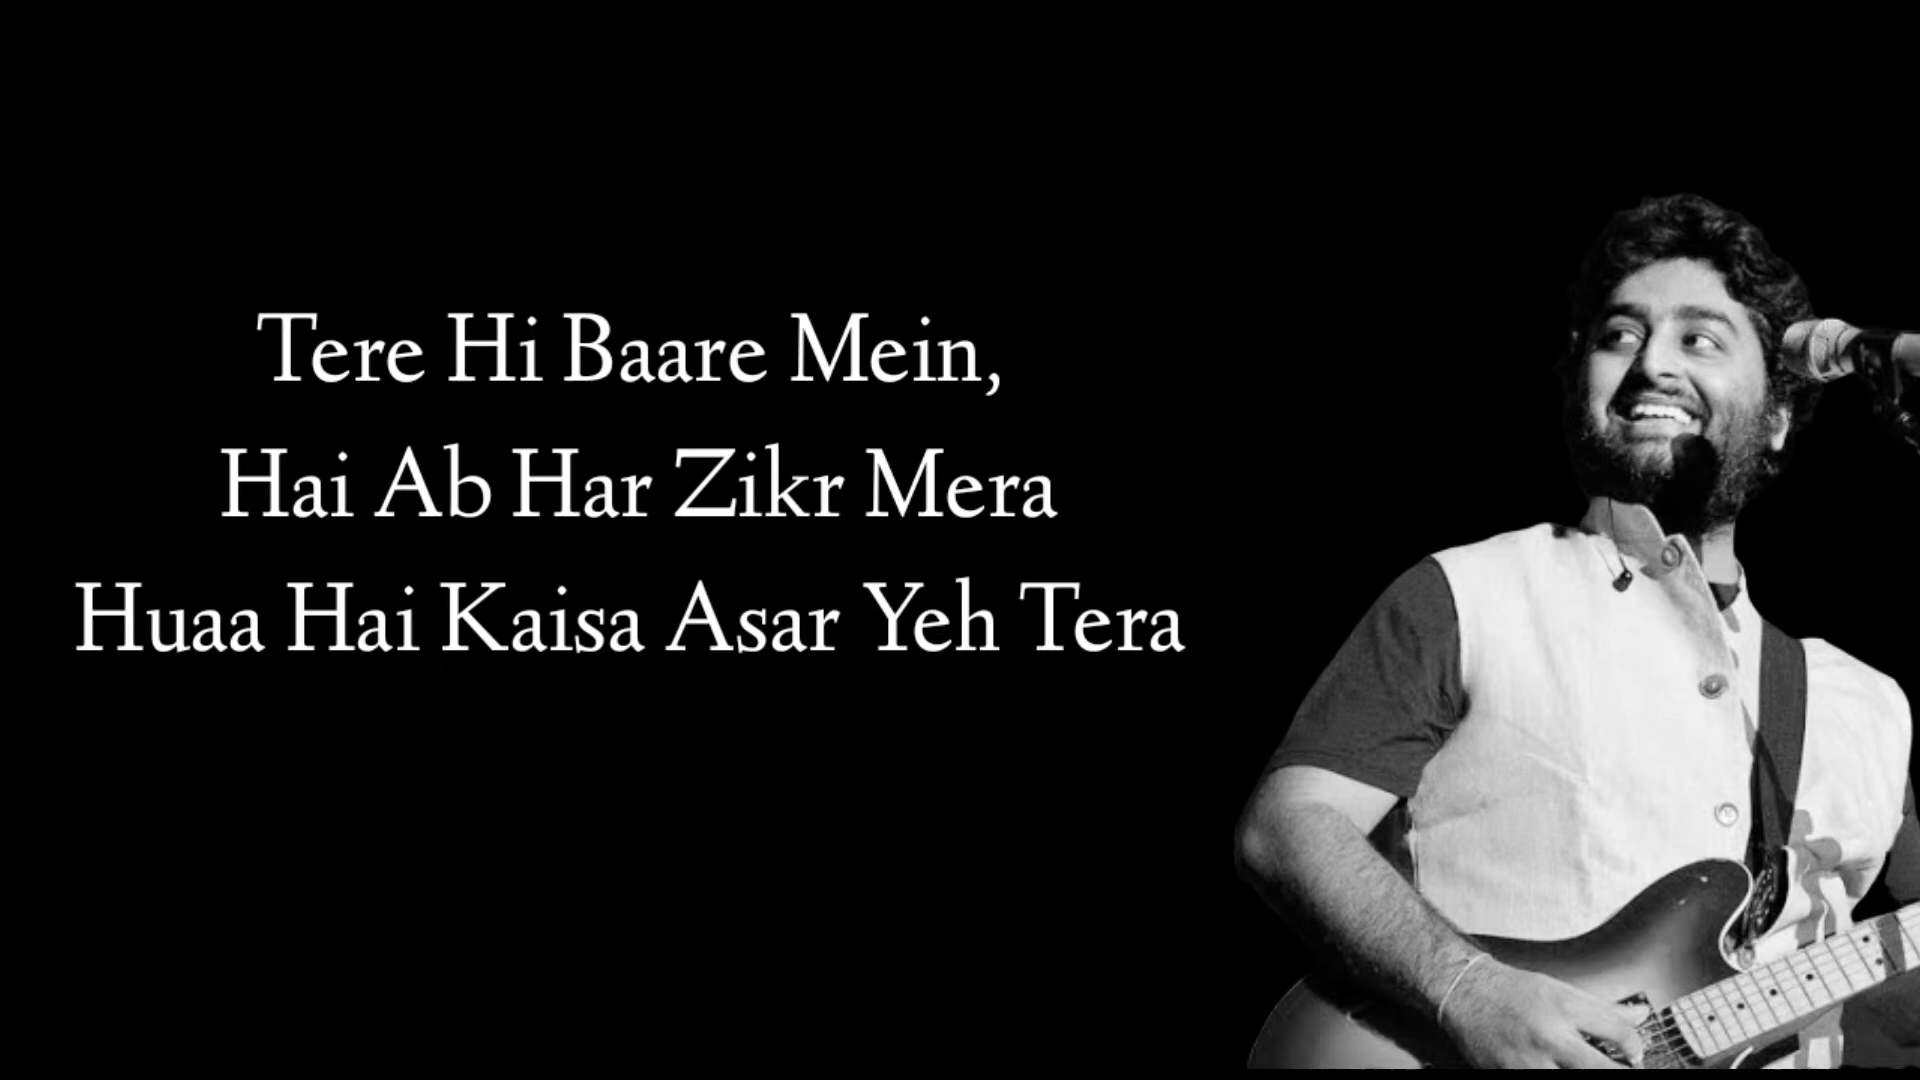 Tere Hi Baare Mein,
Hai Ab Har Zikr Mera
Huaa Hai Kaisa Asar Yeh Tera